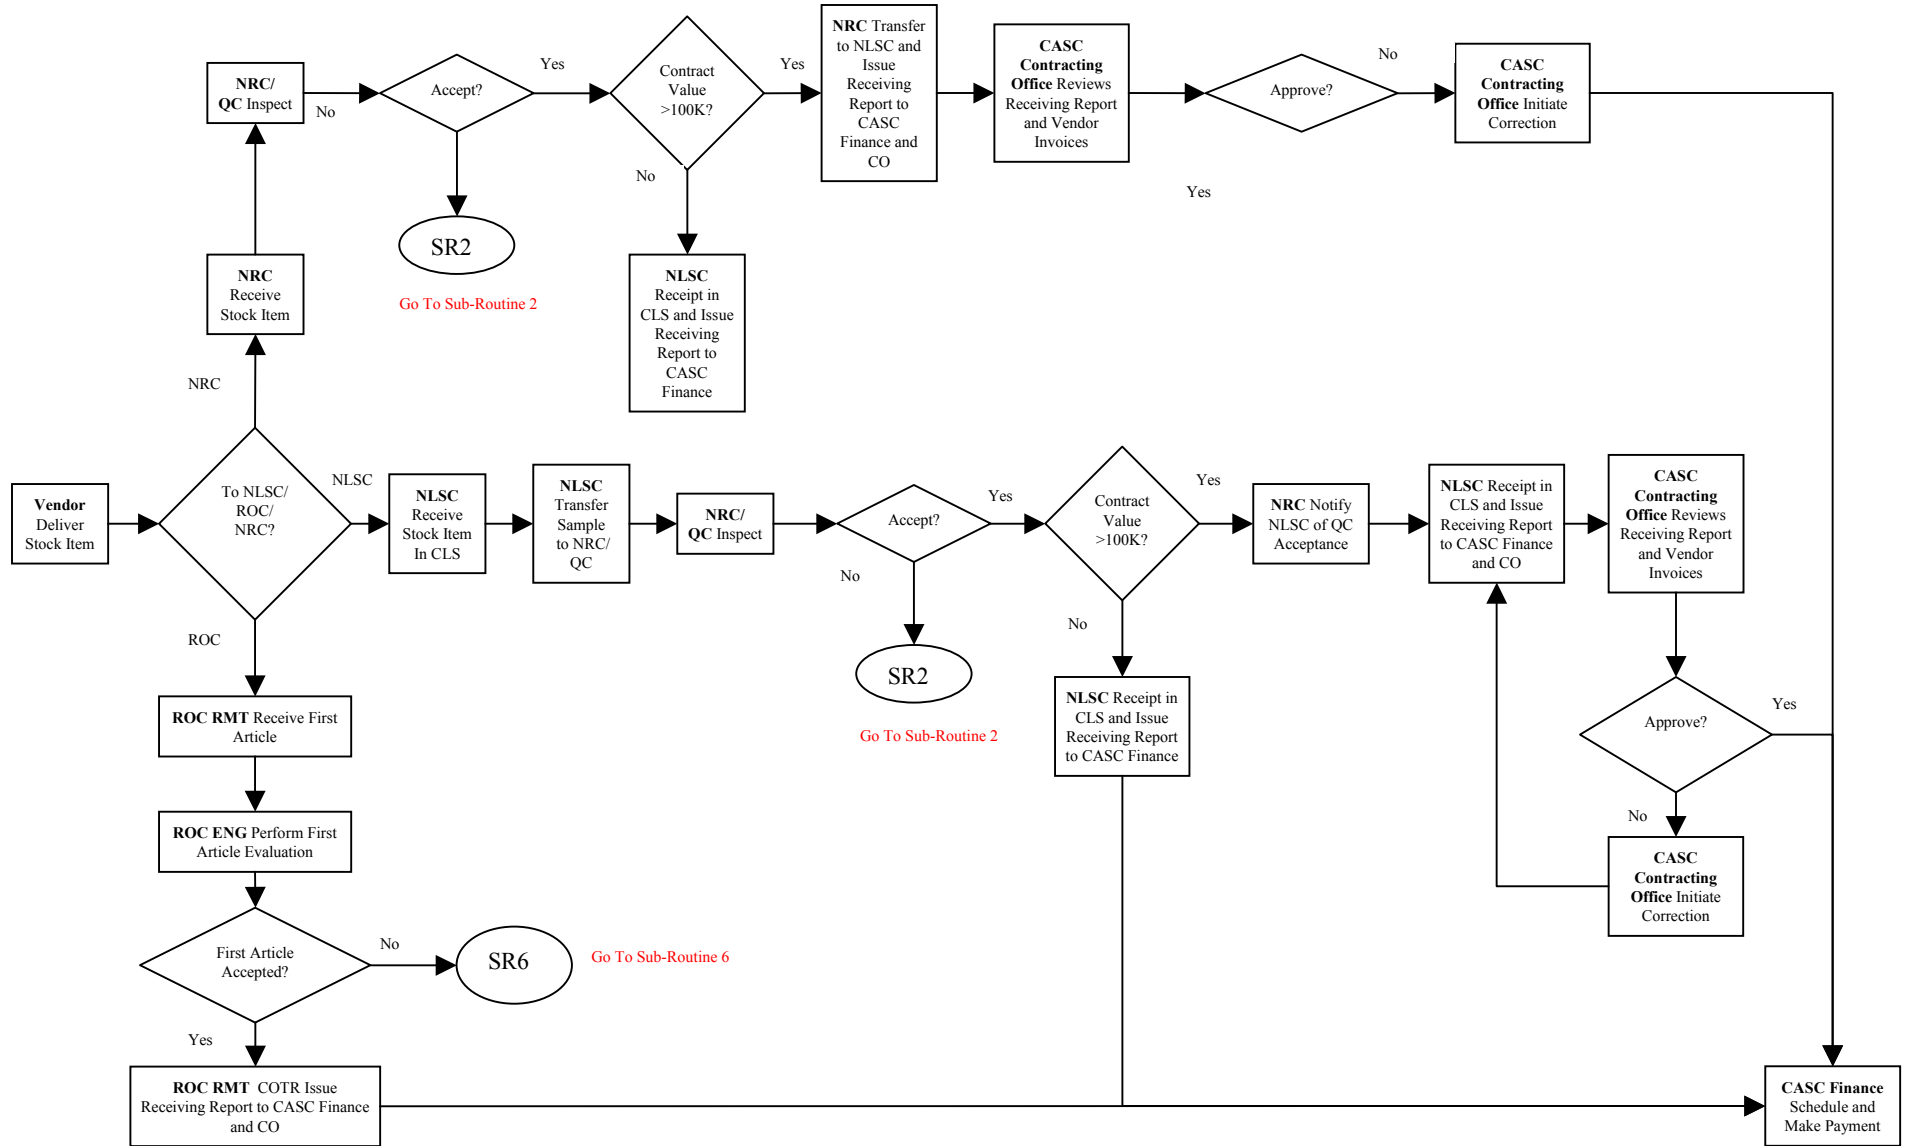 NRC/
QC Inspect
No
Accept?
Yes
Contract
Value
>100K?
Yes
No
NRC Transfer
to NLSC and
Issue
Receiving
Report to
CASC
Finance and
CO
CASC
Contracting
Office Reviews
Receiving Report
and Vendor
Invoices
Approve?
No
Yes
CASC
Contracting
Office Initiate
Correction
SR2
Go To Sub-Routine 2
NLSC
Receipt in
CLS and Issue
Receiving
Report to
CASC
Finance
NRC
Receive
Stock Item
NRC
Vendor
Deliver
Stock Item
To NLSC/
ROC/
NRC?
NLSC
NLSC
Receive
Stock Item
In CLS
NLSC
Transfer
Sample
to NRC/
QC
NRC/
QC Inspect
Accept?
Yes
No
Contract
Value
>100K?
Yes
No
NRC Notify
NLSC of QC
Acceptance
NLSC Receipt in
CLS and Issue
Receiving Report
to CASC Finance
and CO
CASC
Contracting
Office Reviews
Receiving Report
and Vendor
Invoices
SR2
Go To Sub-Routine 2
NLSC Receipt in
CLS and Issue
Receiving Report
to CASC Finance
Approve?
Yes
No
CASC
Contracting
Office Initiate
Correction
ROC
ROC RMT Receive First
Article
ROC ENG Perform First
Article Evaluation
First Article
Accepted?
No
SR6
Go To Sub-Routine 6
Yes
ROC RMT COTR Issue
Receiving Report to CASC Finance
and CO
CASC Finance
Schedule and
Make Payment